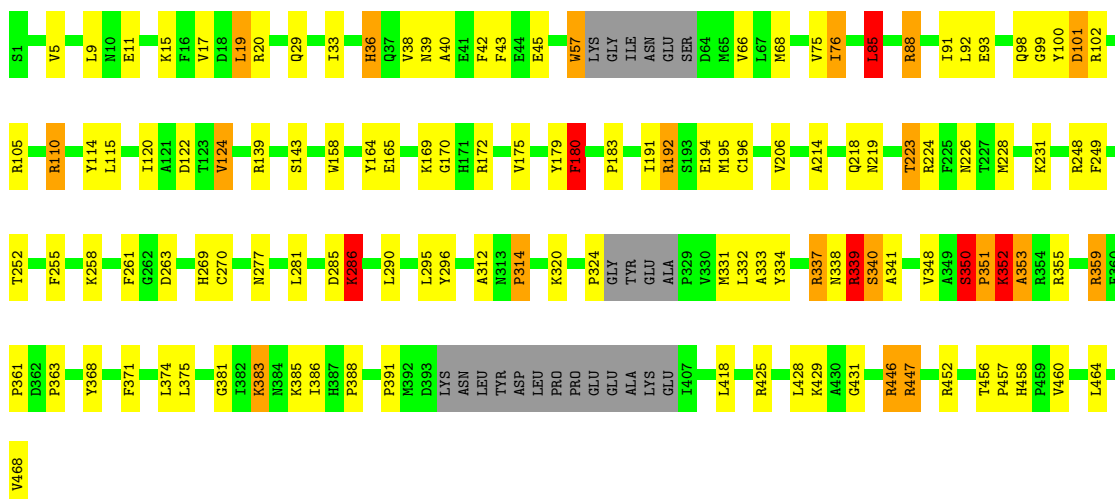 S1 V5 L9 N10 E11 K15 F16 V17 D18 L19 R20 Q29 I33 H36 Q37 V38 N39 A40 E41 F42 F43 E44 E45 W57 LYS GLY ILE ASN GLU SER D64 M65 V66 L67 M68 V75 I76 L85 R88 I91 L92 E93 Q98 G99 Y100 D101 R102
R105 R110 Y114 L115 I120 A121 D122 T123 V124 R139 S143 W158 Y164 E165 K169 G170 H171 R172 V175 Y179 F180 P183 I191 R192 S193 E194 M195 C196 V206 A214 Q218 N219 T223 R224 F225 N226 T227 M228 K231 R248 F249
T252 F255 K258 F261 G262 D263 H269 C270 N277 L281 D285 K286 L290 L295 Y296 A312 N313 P314 K320 P324 GLY TYR GLU ALA P329 V330 M331 L332 A333 Y334 R337 N338 R339 S340 A341 V348 A349 S350 P351 K352 A353 R354 R355 R359 E360
P361 D362 P363 Y368 F371 L374 L375 G381 I382 K383 N384 K385 I386 H387 P388 P391 M392 D393 LYS ASN LEU TYR ASP LEU PRO PRO GLU GLU ALA LYS GLU I407 L418 R425 L428 K429 A430 G431 R446 R447 R452 T456 P457 H458 P459 V460 L464
V468